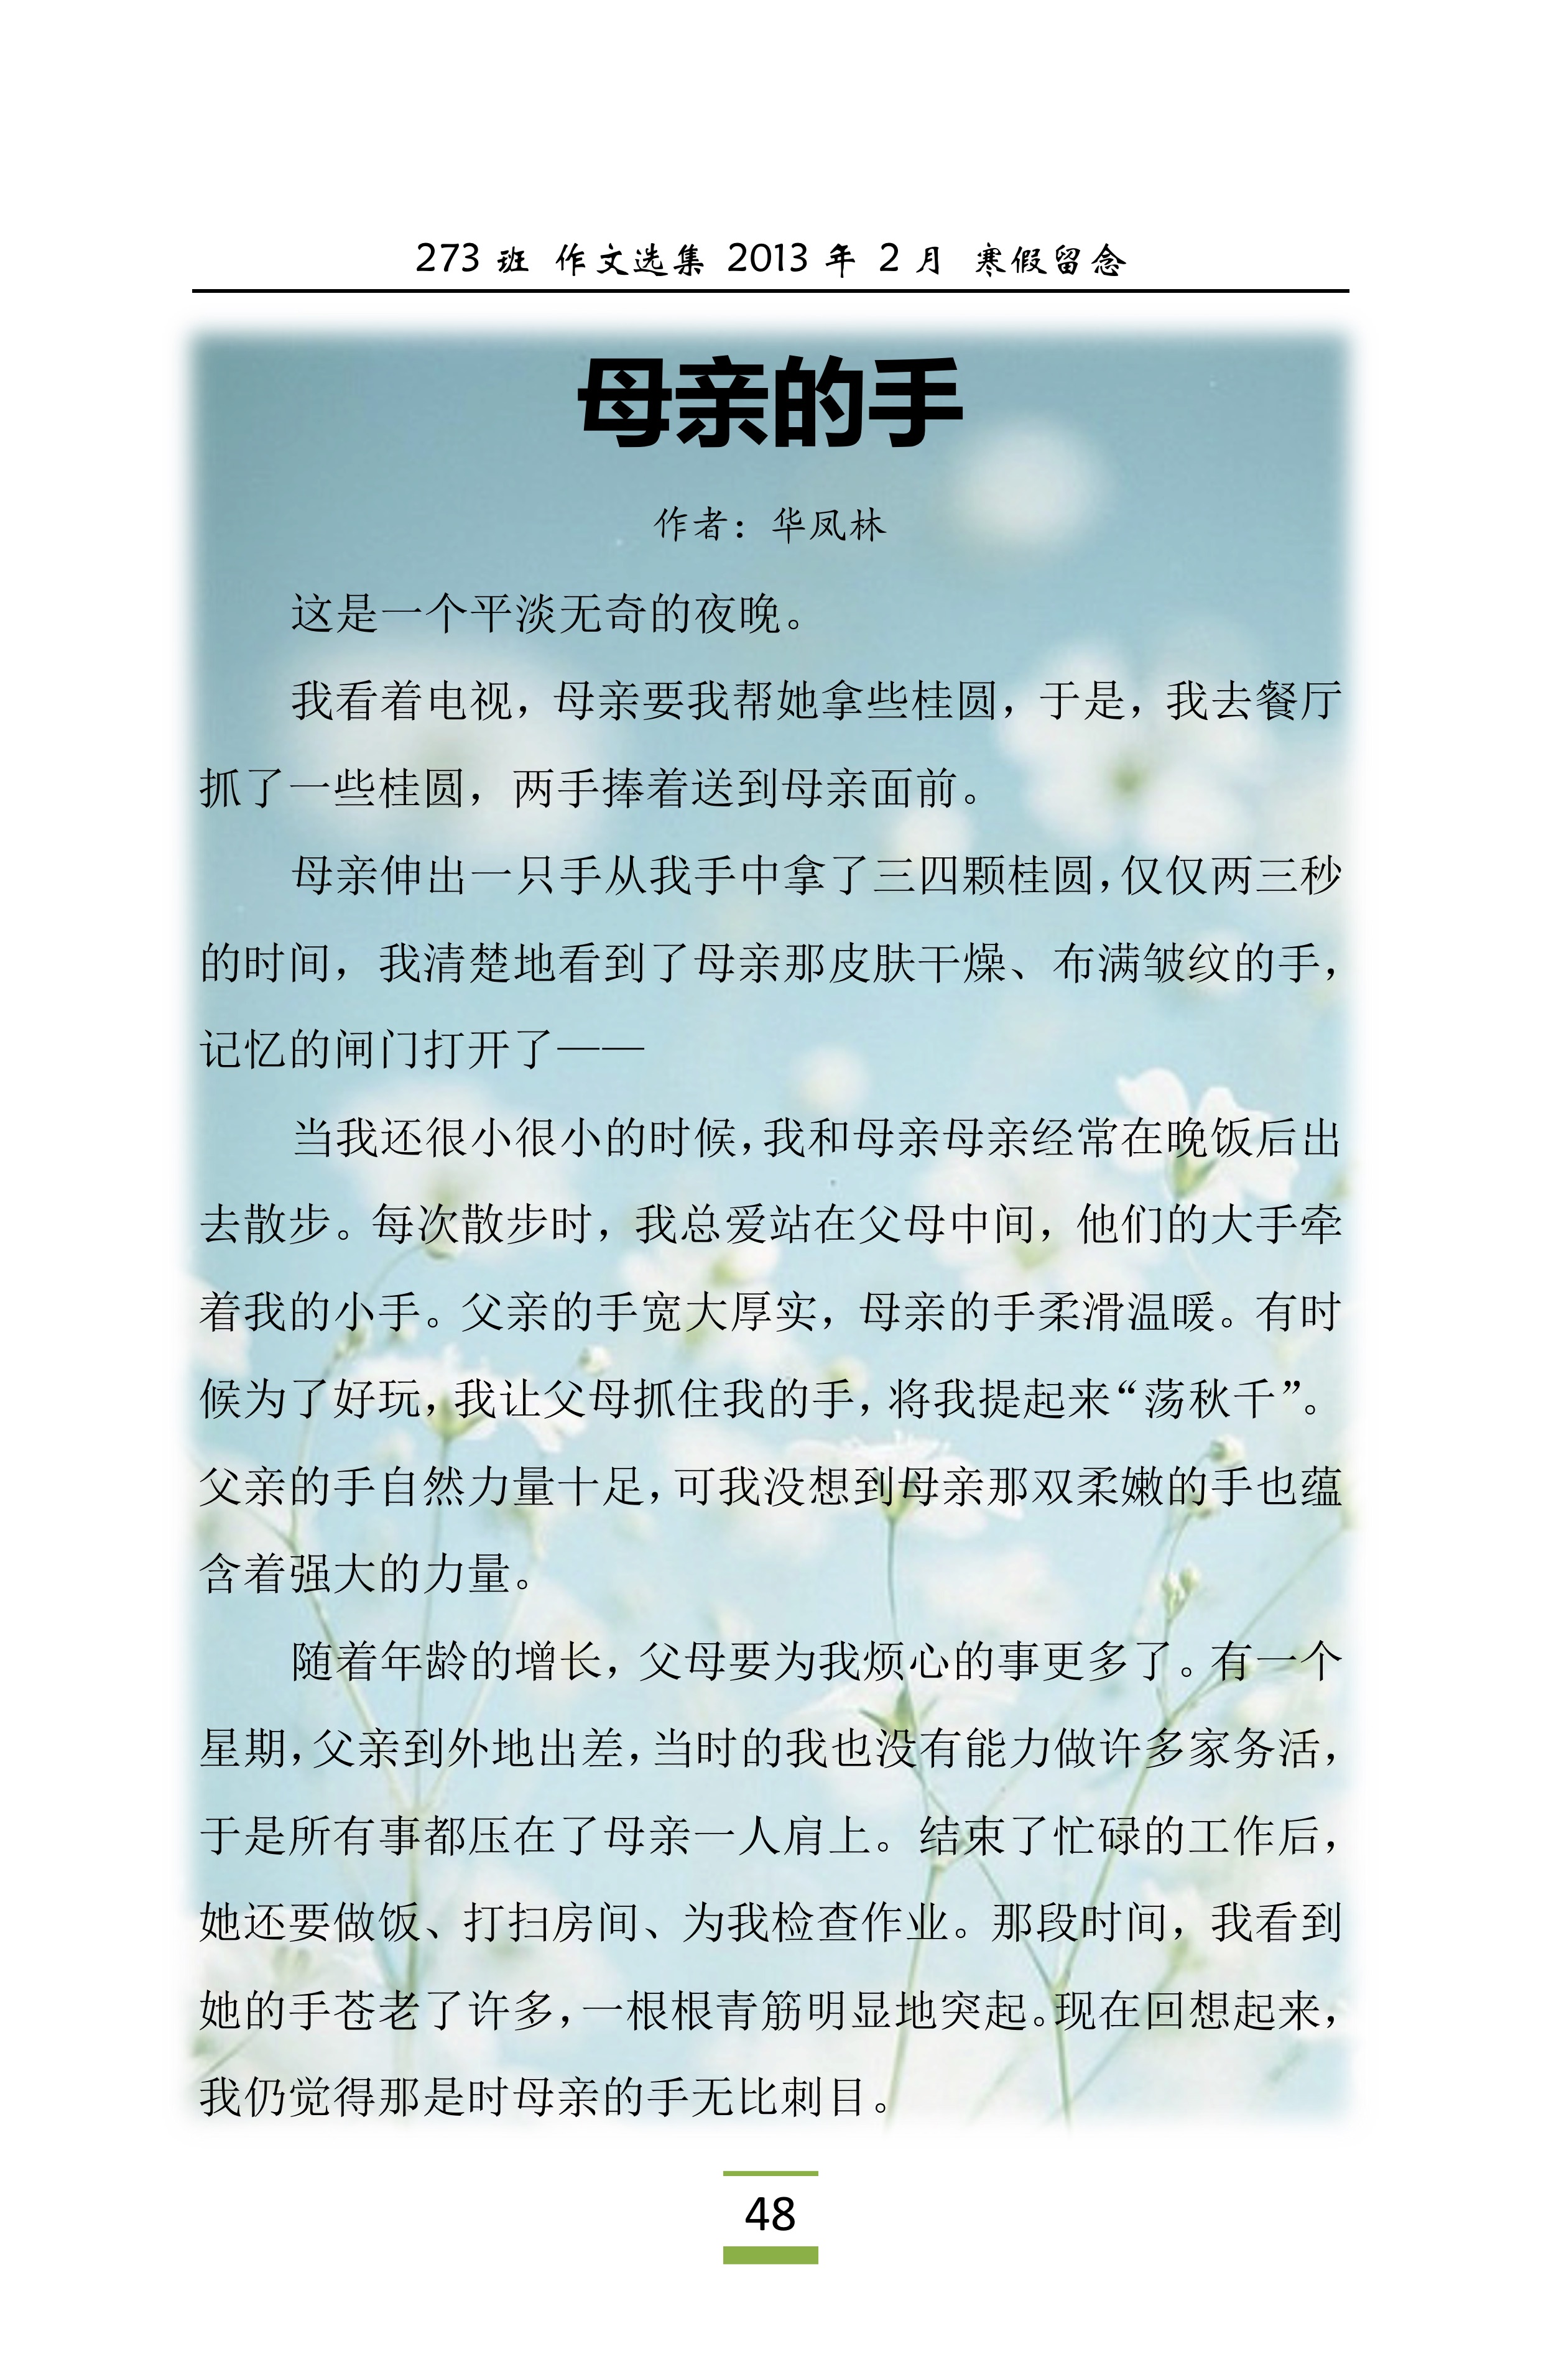 273 班 作文选集 2013 年 2 月 寒假留念
母亲的手
作者：华凤林
这是一个平淡无奇的夜晚。
我看着电视，母亲要我帮她拿些桂圆，于是，我去餐厅
抓了一些桂圆，两手捧着送到母亲面前。
母亲伸出一只手从我手中拿了三四颗桂圆，仅仅两三秒
的时间，我清楚地看到了母亲那皮肤干燥、布满皱纹的手，
记忆的闸门打开了——
当我还很小很小的时候，我和母亲母亲经常在晚饭后出
去散步。每次散步时，我总爱站在父母中间，他们的大手牵
着我的小手。父亲的手宽大厚实，母亲的手柔滑温暖。有时
候为了好玩，我让父母抓住我的手，将我提起来“荡秋千”。
父亲的手自然力量十足，可我没想到母亲那双柔嫩的手也蕴
含着强大的力量。
随着年龄的增长，父母要为我烦心的事更多了。有一个
星期，父亲到外地出差，当时的我也没有能力做许多家务活，
于是所有事都压在了母亲一人肩上。结束了忙碌的工作后，
她还要做饭、打扫房间、为我检查作业。那段时间，我看到
她的手苍老了许多，一根根青筋明显地突起。现在回想起来，
我仍觉得那是时母亲的手无比刺目。
48